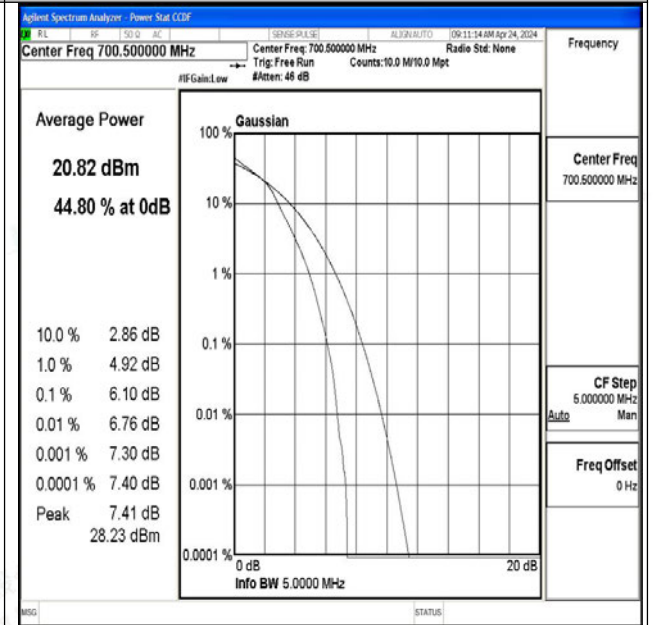 Agilent Spectrum Analyzer - Power Stat CCDF
RL RF 50 Ω AC SENSE:PULSE ALIGN AUTO 09:11:14 AM Apr 24, 2024
Center Freq 700.500000 MHz
Center Freq: 700.500000 MHz Radio Std: None
Trig: Free Run Counts:10.0 M/10.0 Mpt
#IFGain:Low #Atten: 46 dB
Frequency
Average Power
20.82 dBm
44.80 % at 0dB
10.0 % 2.86 dB
1.0 % 4.92 dB
0.1 % 6.10 dB
0.01 % 6.76 dB
0.001 % 7.30 dB
0.0001 % 7.40 dB
Peak 7.41 dB
28.23 dBm
Gaussian
100 %
10 %
1 %
0.1 %
0.01 %
0.001 %
0.0001 %
0 dB 20 dB
Info BW 5.0000 MHz
Center Freq
700.500000 MHz
CF Step
5.000000 MHz
Auto Man
Freq Offset
0 Hz
MSG STATUS